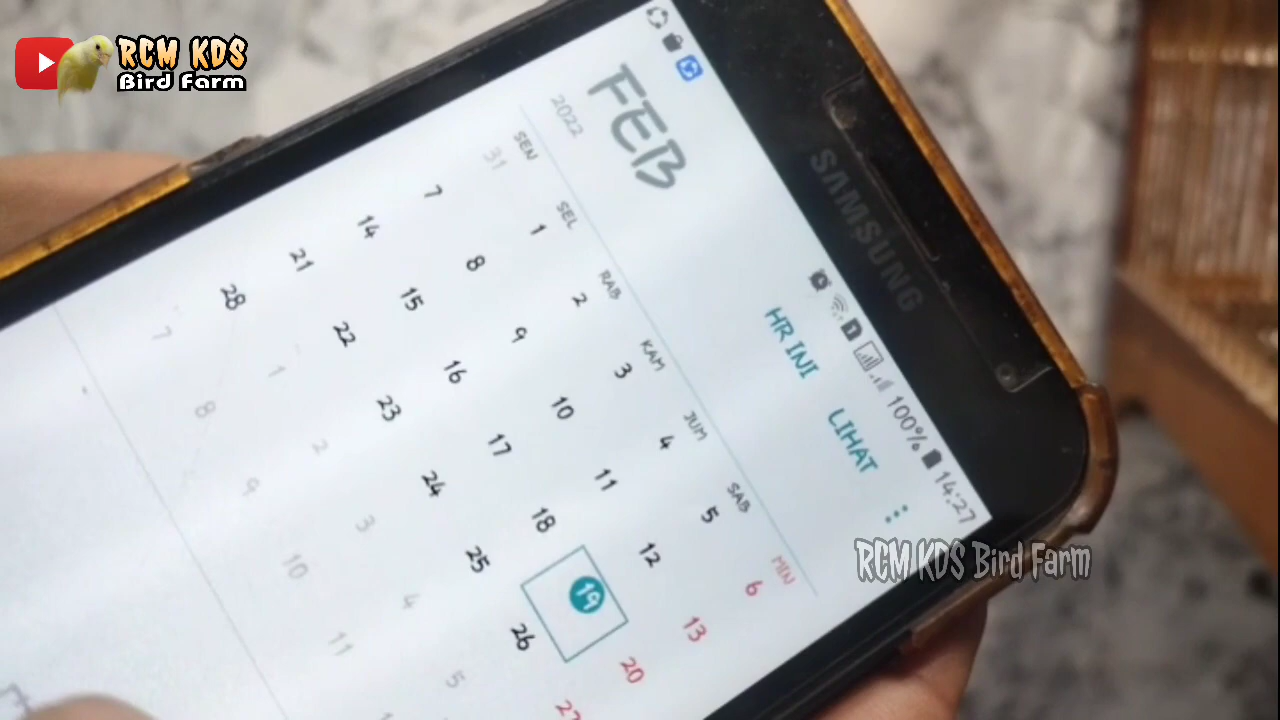 RCM KDS
Bird Farm
100% 14:27
FEB
2022
HR INI
LIHAT
SEN SEL RAB KAM JUM SAB MIN
31 1 2 3 4 5 6
7 8 9 10 11 12 13
14 15 16 17 18 19 20
21 22 23 24 25 26 27
28 1 2 3 4 5
7 8 9 10 11
SAMSUNG
RCM KDS Bird Farm